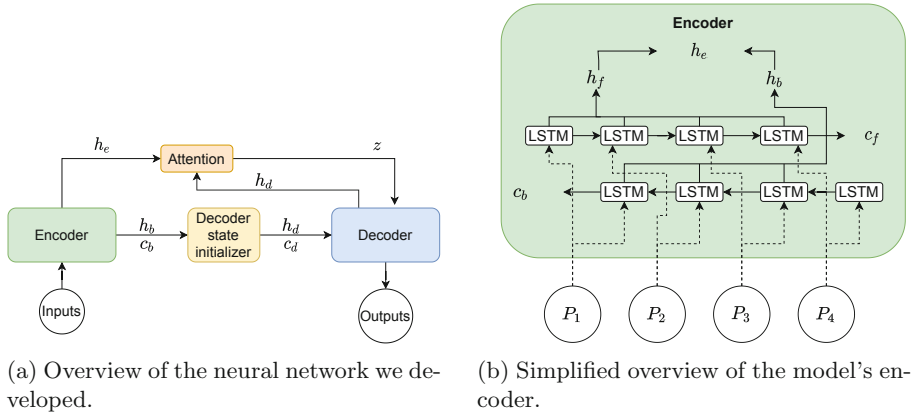 h_e
Attention
z
h_d
Encoder
h_b
c_b
Decoder
state
initializer
h_d
c_d
Decoder
Inputs
Outputs
(a) Overview of the neural network we de-
veloped.
Encoder
h_e
h_f
h_b
LSTM LSTM LSTM LSTM c_f
c_b LSTM LSTM LSTM LSTM
P_1 P_2 P_3 P_4
(b) Simplified overview of the model's en-
coder.